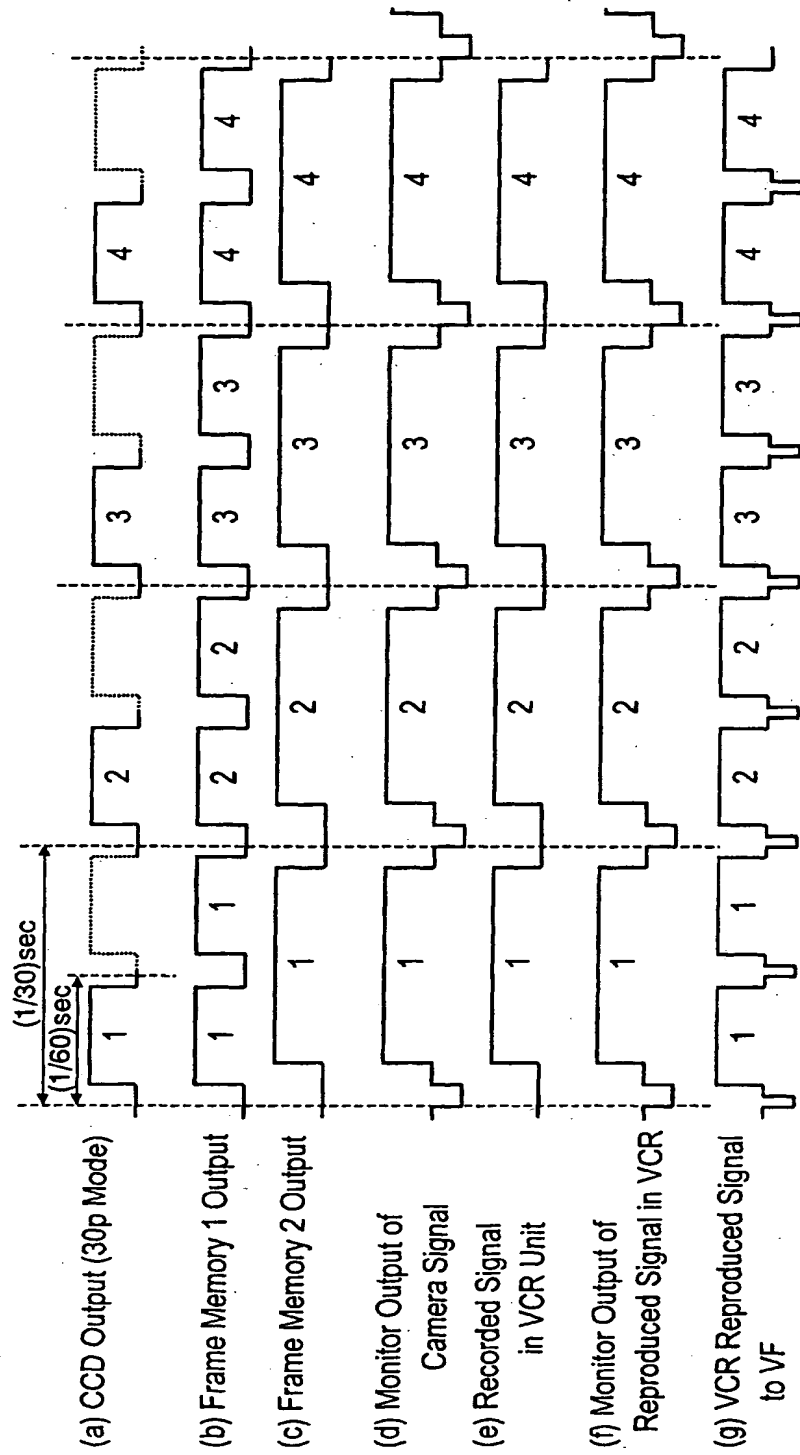 (1/30)sec
(1/60)sec
(a) CCD Output (30p Mode)
1 2 3 4
(b) Frame Memory 1 Output
1 1 2 2 3 3 4 4
(c) Frame Memory 2 Output
1 2 3 4
(d) Monitor Output of
Camera Signal
1 2 3 4
(e) Recorded Signal
in VCR Unit
1 2 3 4
(f) Monitor Output of
Reproduced Signal in VCR
1 2 3 4
(g) VCR Reproduced Signal
to VF
1 1 2 2 3 3 4 4